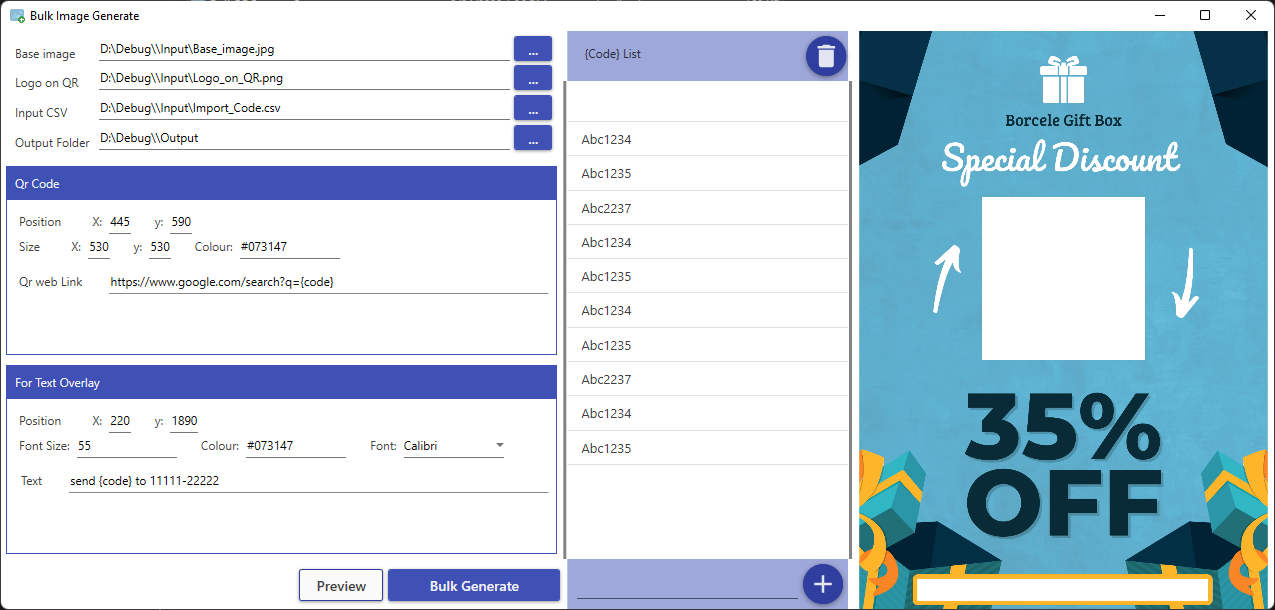 Bulk Image Generate
Base image D:\Debug\\Input\Base_image.jpg ...
Logo on QR D:\Debug\\Input\Logo_on_QR.png ...
Input CSV D:\Debug\\Input\Import_Code.csv ...
Output Folder D:\Debug\\Output ...
Qr Code
Position X: 445 y: 590
Size X: 530 y: 530 Colour: #073147
Qr web Link https://www.google.com/search?q={code}
For Text Overlay
Position X: 220 y: 1890
Font Size: 55 Colour: #073147 Font: Calibri
Text send {code} to 11111-22222
Preview Bulk Generate
{Code} List
Abc1234
Abc1235
Abc2237
Abc1234
Abc1235
Abc1234
Abc1235
Abc2237
Abc1234
Abc1235
Borcele Gift Box
Special Discount
35%
OFF